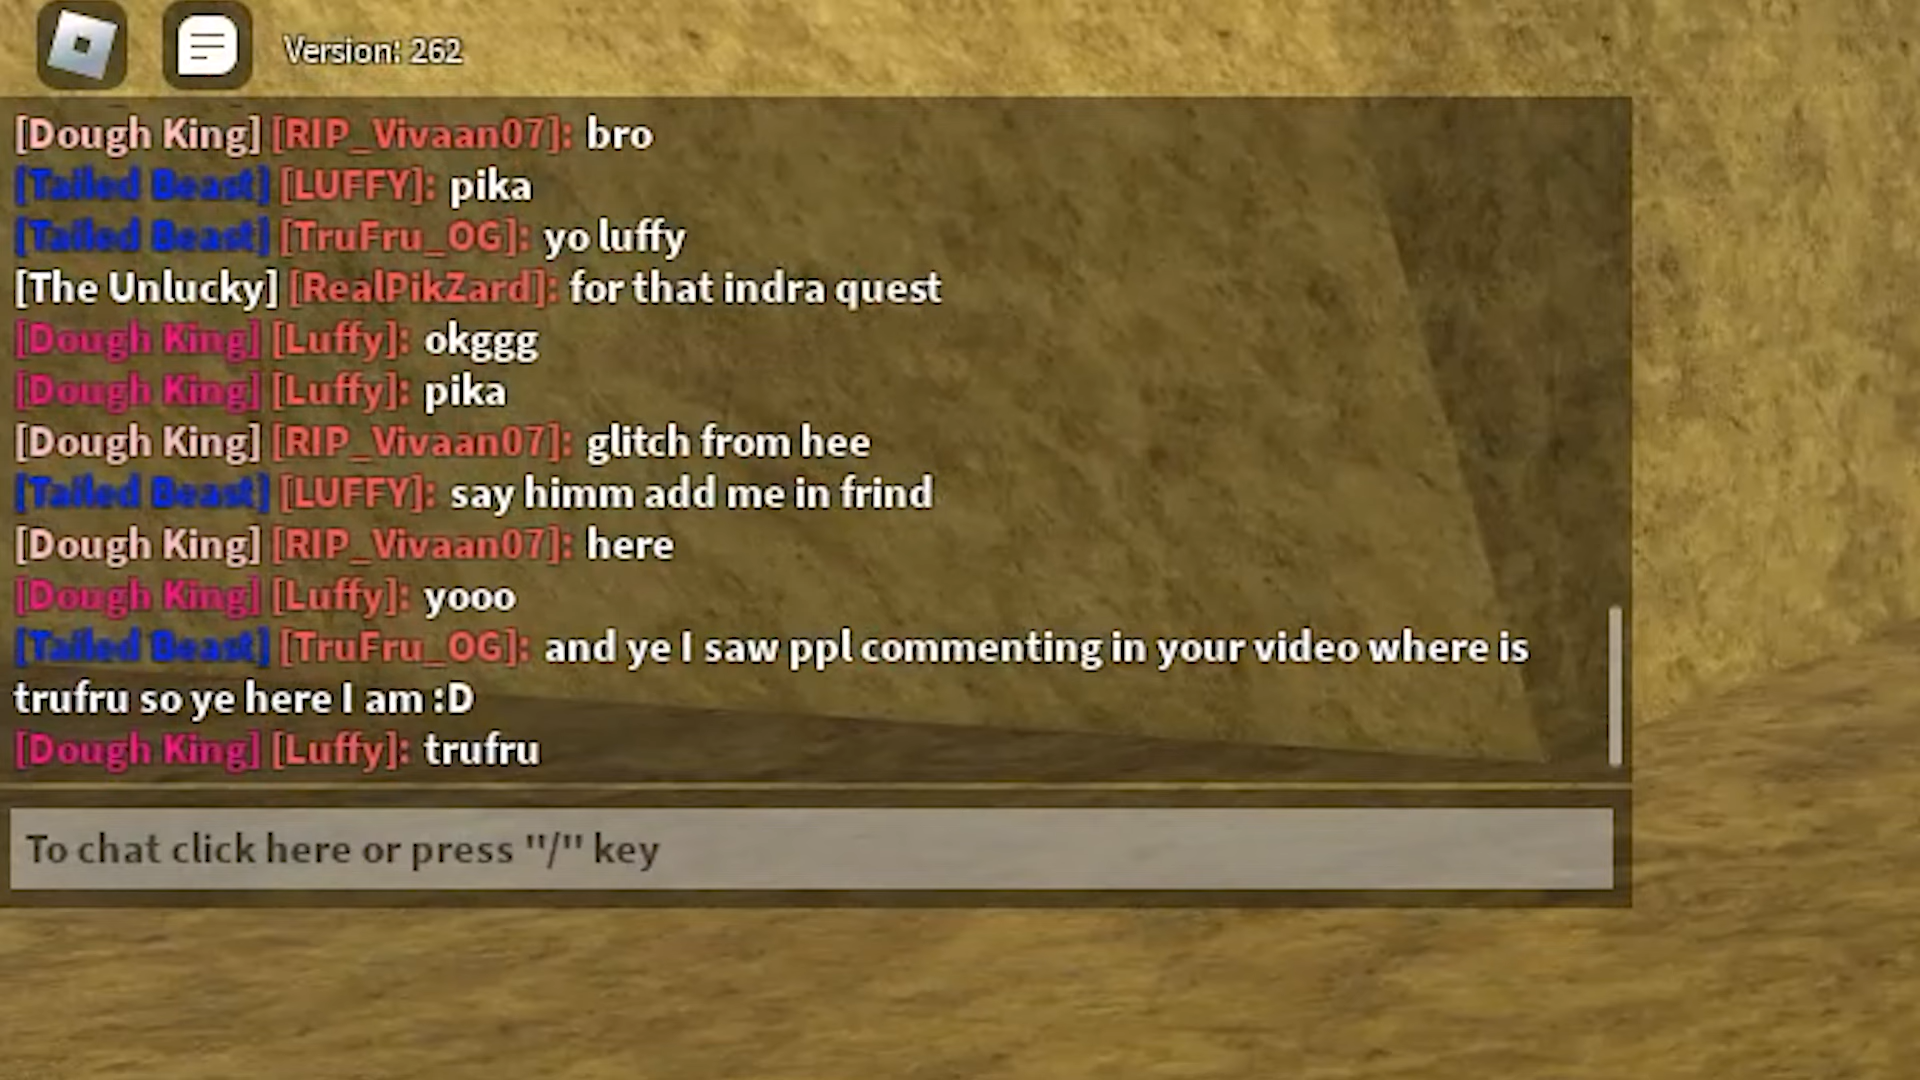 Version: 262
[Dough King] [RIP_Vivaan07]: bro
[Tailed Beast] [LUFFY]: pika
[Tailed Beast] [TruFru_OG]: yo luffy
[The Unlucky] [RealPikZard]: for that indra quest
[Dough King] [Luffy]: okggg
[Dough King] [Luffy]: pika
[Dough King] [RIP_Vivaan07]: glitch from hee
[Tailed Beast] [LUFFY]: say himm add me in frind
[Dough King] [RIP_Vivaan07]: here
[Dough King] [Luffy]: yooo
[Tailed Beast] [TruFru_OG]: and ye I saw ppl commenting in your video where is
trufru so ye here I am :D
[Dough King] [Luffy]: trufru
To chat click here or press "/" key